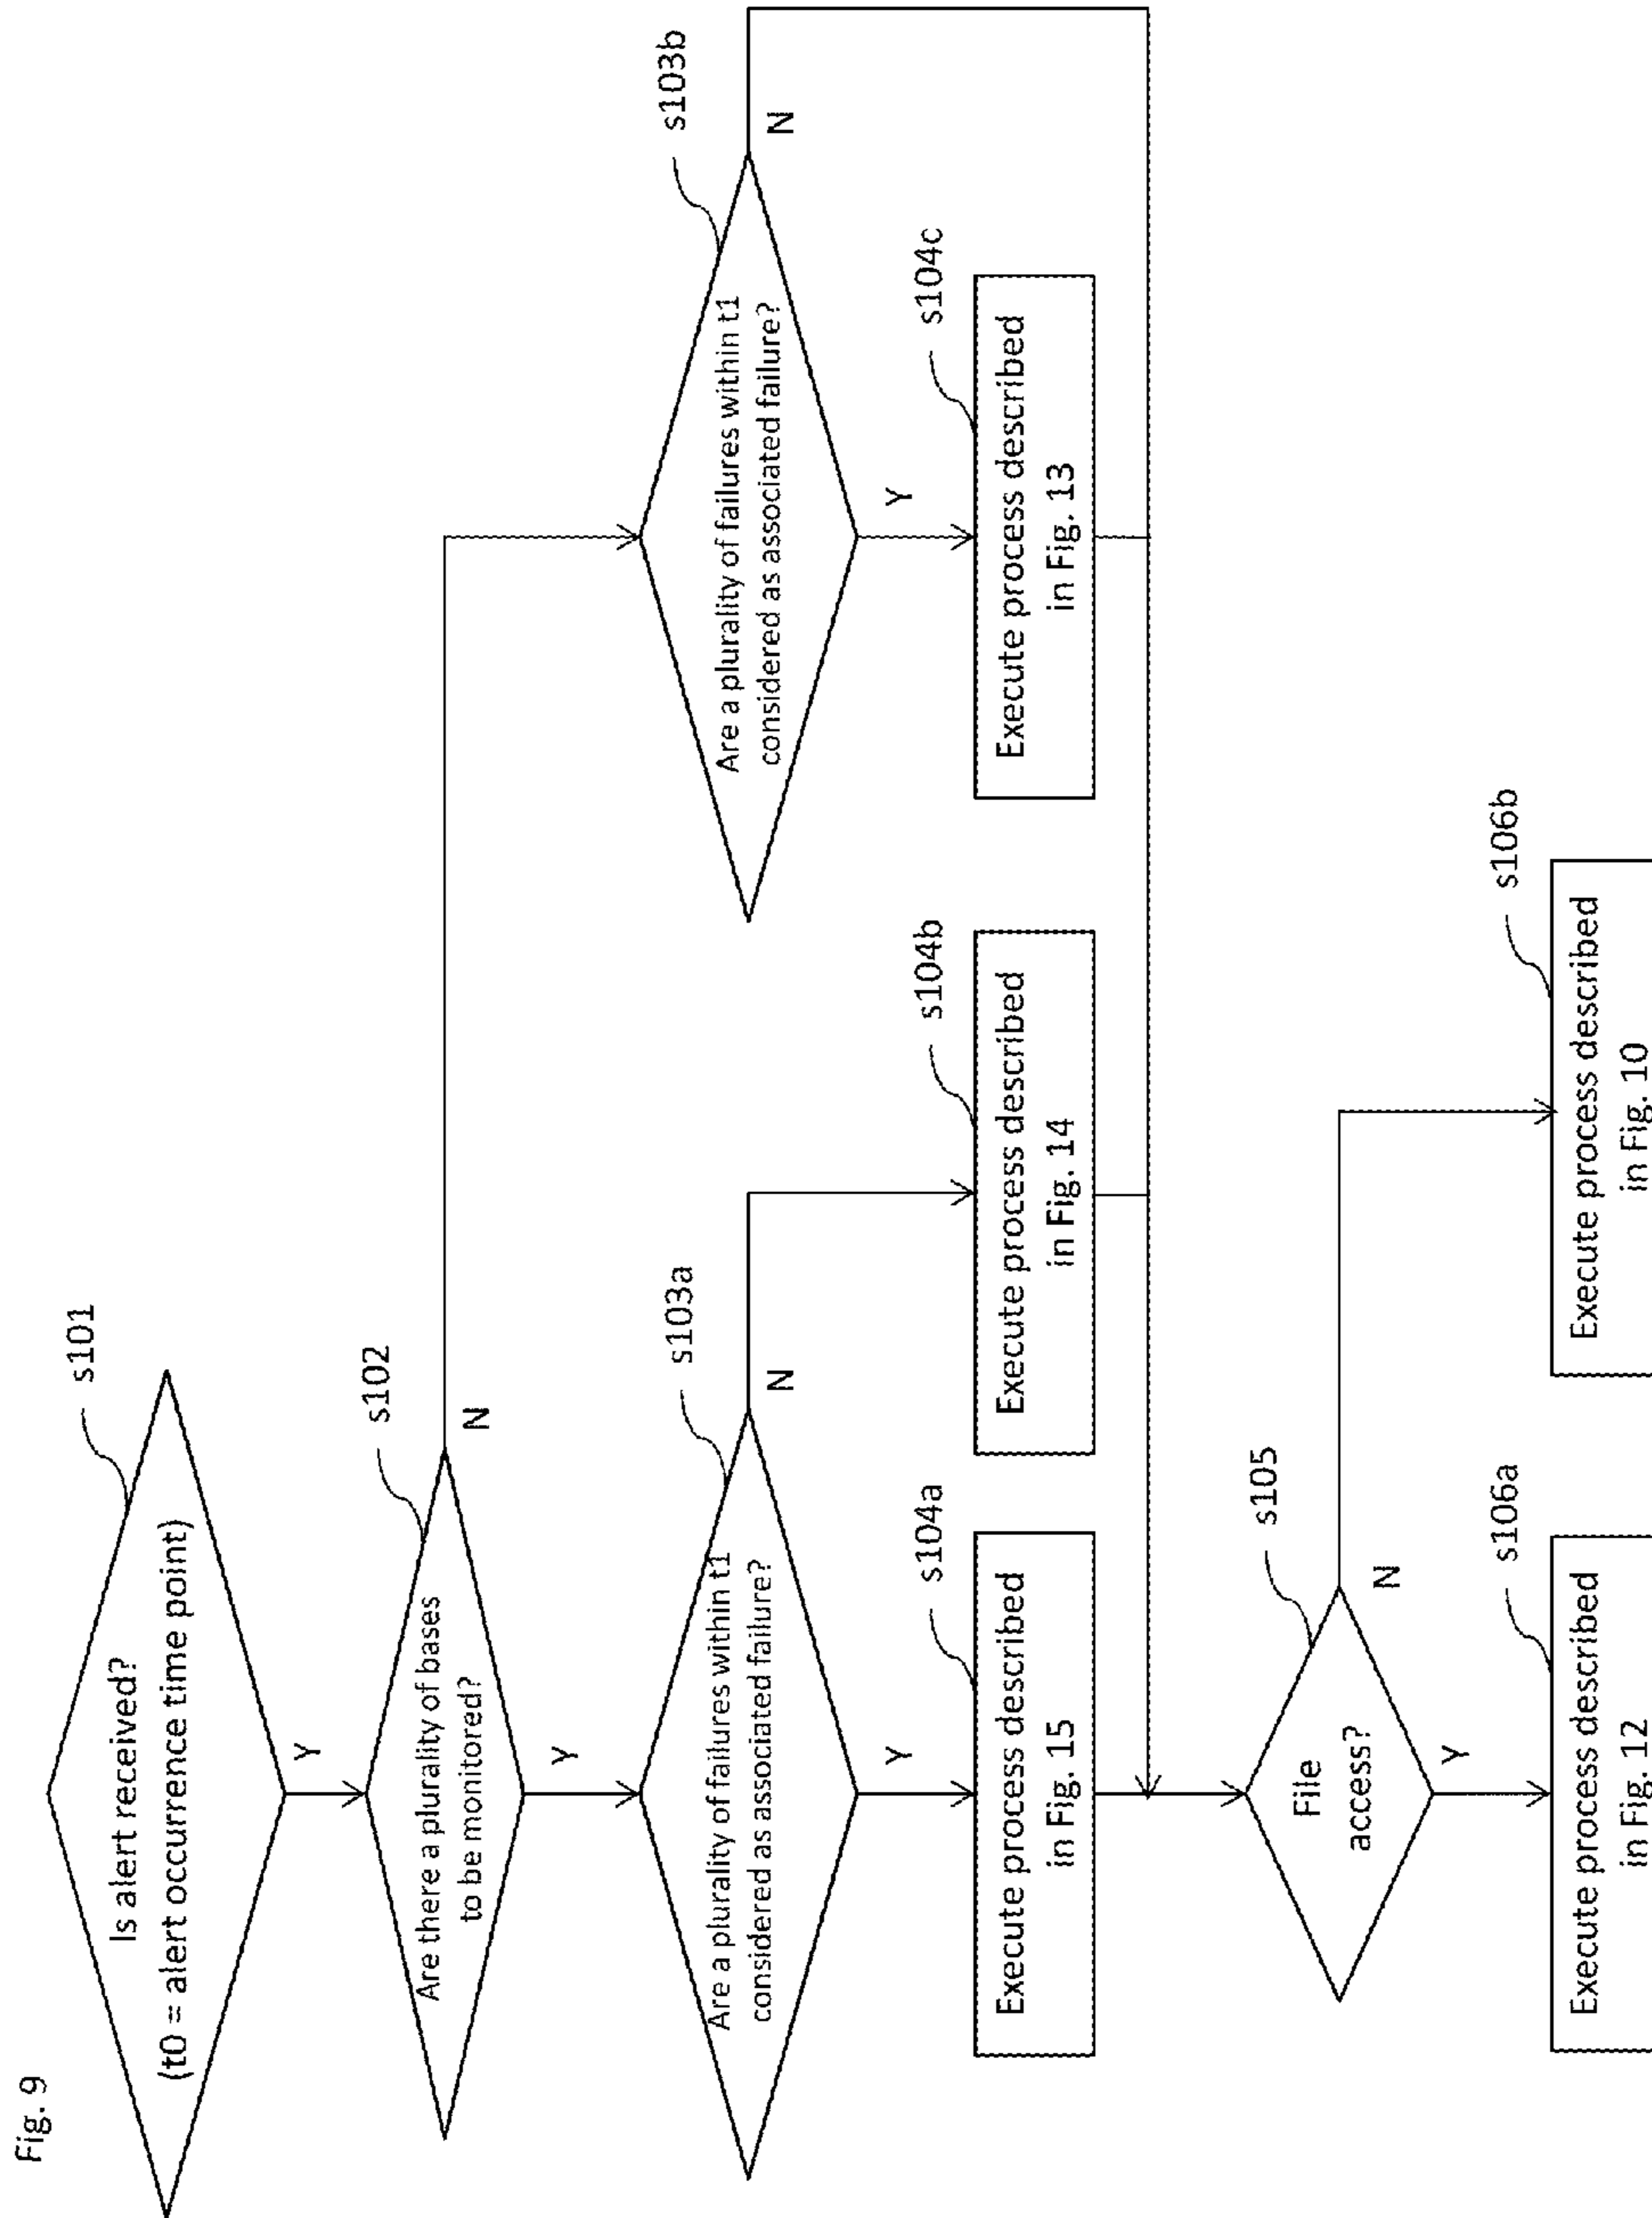 Fig. 9
Is alert received?
(t0 = alert occurrence time point)
s101
Y
Are there a plurality of bases
to be monitored?
s102
N
Y
Are a plurality of failures within t1
considered as associated failure?
s103a
N
Y
Are a plurality of failures within t1
considered as associated failure?
s103b
N
Y
Execute process described
in Fig. 15
s104a
Execute process described
in Fig. 14
s104b
Execute process described
in Fig. 13
s104c
File
access?
s105
N
Y
Execute process described
in Fig. 12
s106a
Execute process described
in Fig. 10
s106b